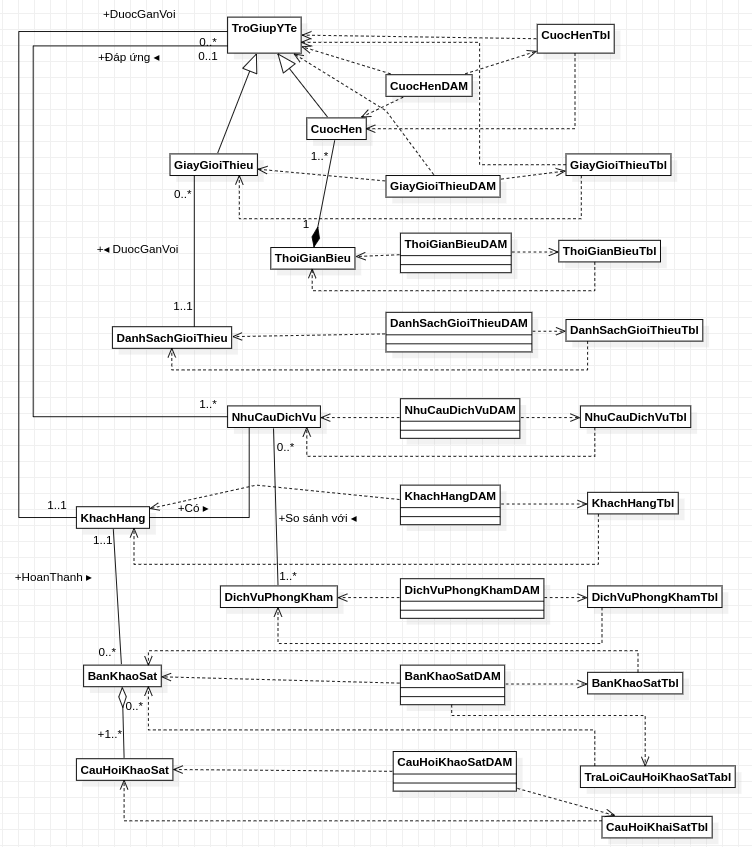 +DuocGanVoi
TroGiupYTe
0..*
0..1
+Đáp ứng ◂
CuocHenTbl
CuocHenDAM
CuocHen
1..*
GiayGioiThieu
0..*
GiayGioiThieuDAM
GiayGioiThieuTbl
1
+◂ DuocGanVoi
ThoiGianBieu
ThoiGianBieuDAM
ThoiGianBieuTbl
1..1
DanhSachGioiThieu
DanhSachGioiThieuDAM
DanhSachGioiThieuTbl
1..*
NhuCauDichVu
NhuCauDichVuDAM
NhuCauDichVuTbl
0..*
1..1
KhachHang
+Có ▸
+So sánh với ◂
KhachHangDAM
KhachHangTbl
1..1
+HoanThanh ▸
1..*
DichVuPhongKham
DichVuPhongKhamDAM
DichVuPhongKhamTbl
0..*
BanKhaoSat
BanKhaoSatDAM
BanKhaoSatTbl
0..*
+1..*
CauHoiKhaoSat
CauHoiKhaoSatDAM
TraLoiCauHoiKhaoSatTabl
CauHoiKhaiSatTbl